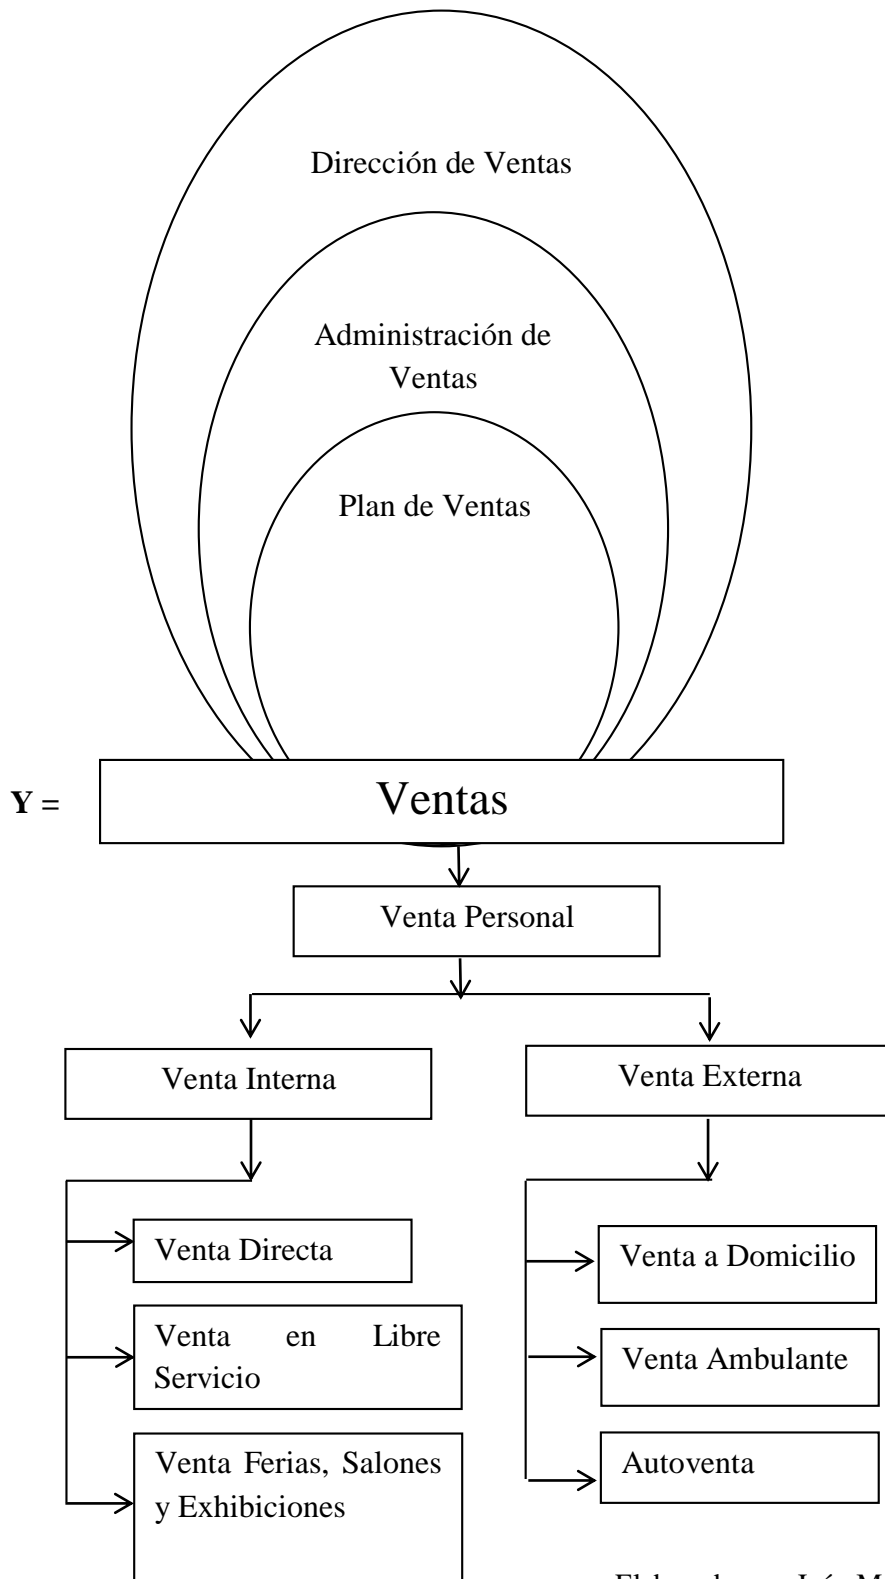 Dirección de Ventas
Administración de
Ventas
Plan de Ventas
Y =
Ventas
Venta Personal
Venta Interna
Venta Externa
Venta Directa
Venta en Libre
Servicio
Venta Ferias, Salones
y Exhibiciones
Venta a Domicilio
Venta Ambulante
Autoventa